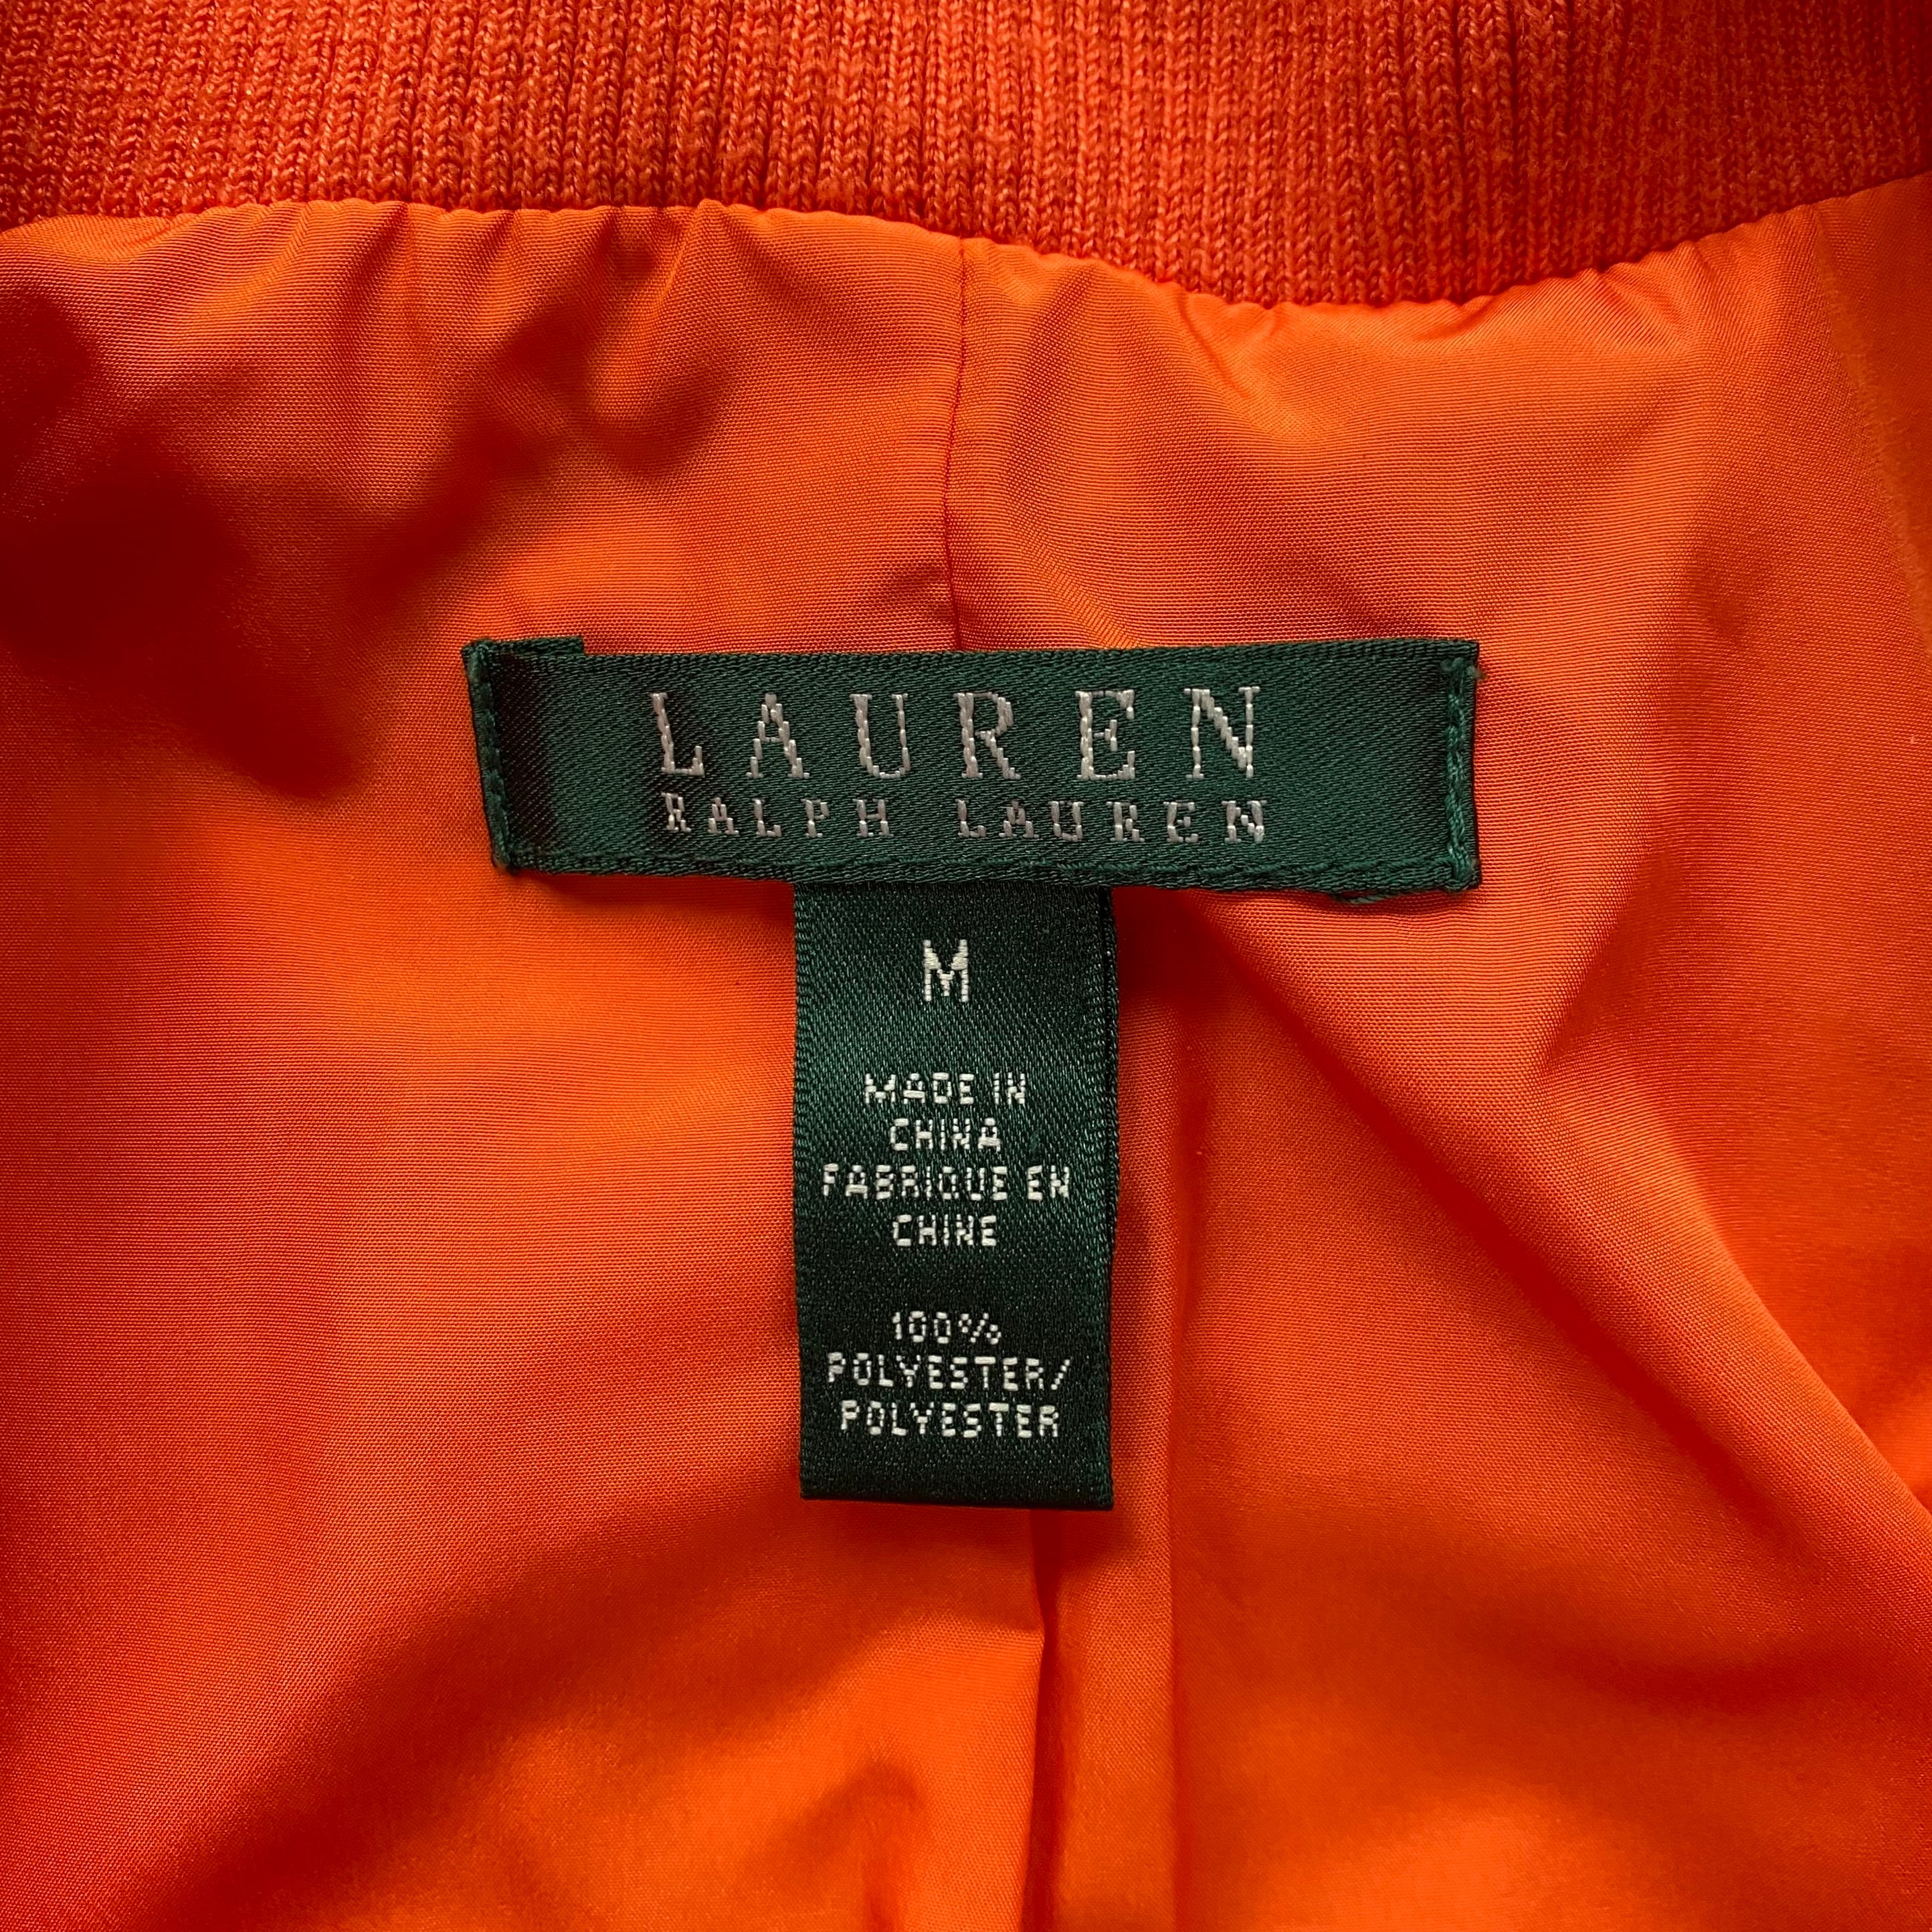 LAUREN
RALPH LAUREN
M
MADE IN
CHINA
FABRIQUE EN
CHINE
100%
POLYESTER/
POLYESTER